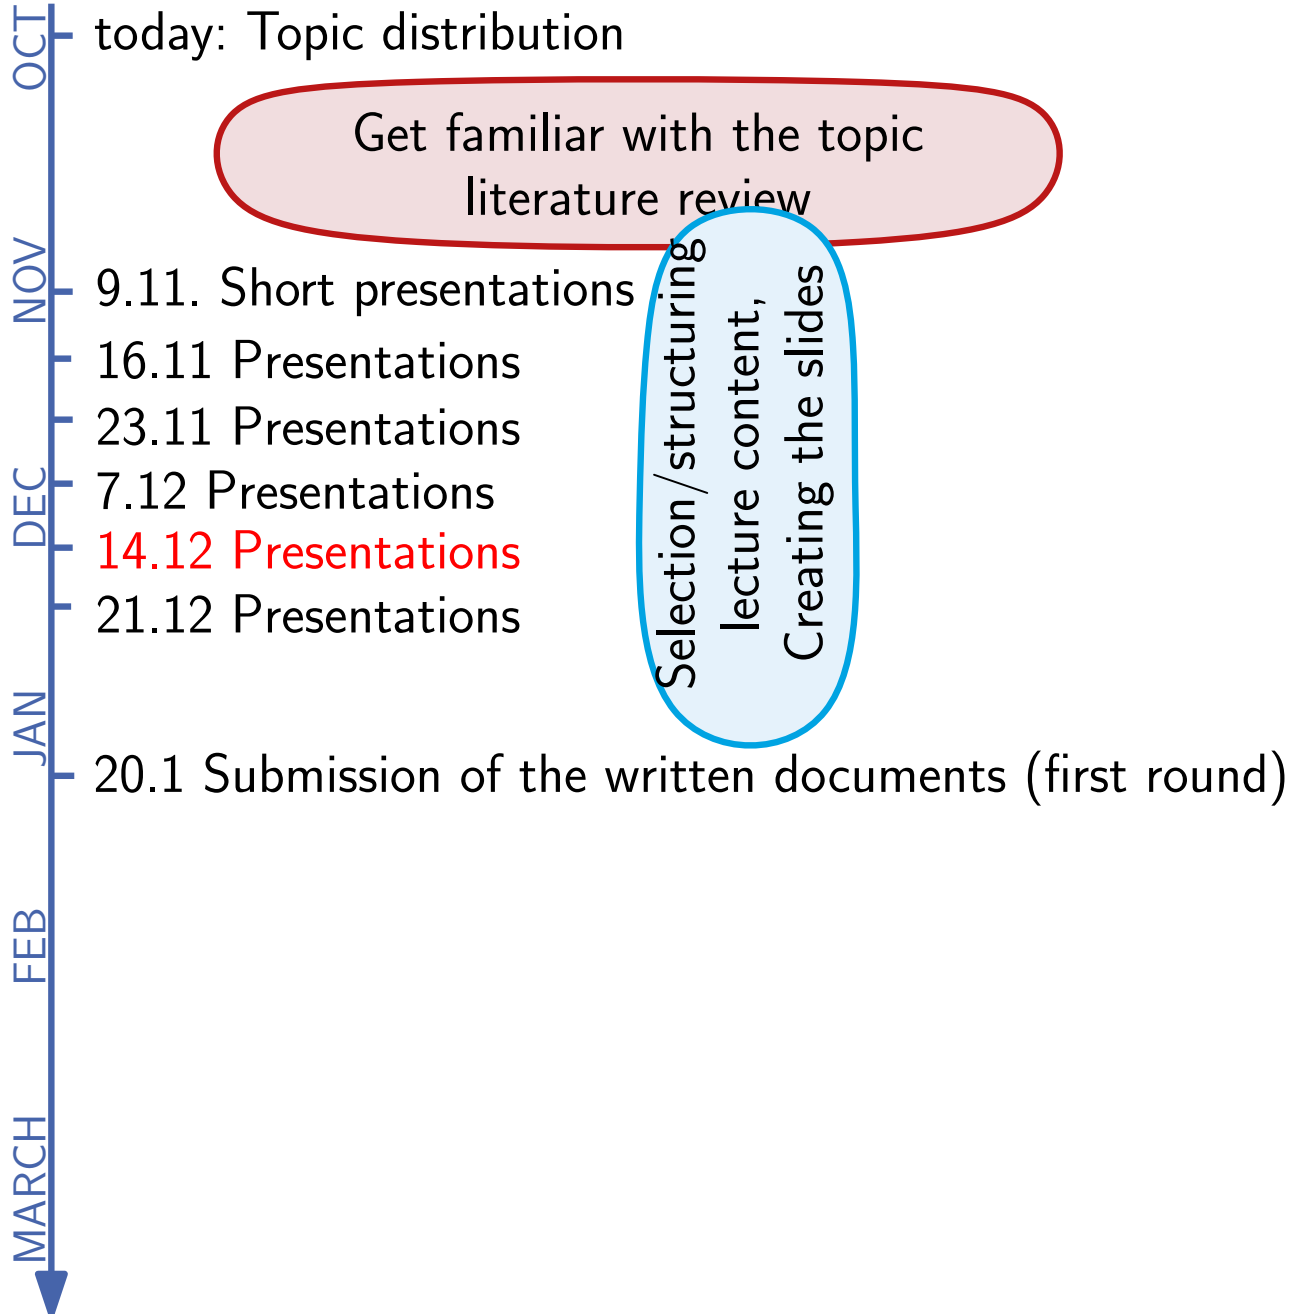 OCT
today: Topic distribution
Get familiar with the topic
literature review
NOV
9.11. Short presentations
16.11 Presentations
23.11 Presentations
DEC
7.12 Presentations
14.12 Presentations
21.12 Presentations
Selection/structuring
lecture content,
Creating the slides
JAN
20.1 Submission of the written documents (first round)
FEB
MARCH